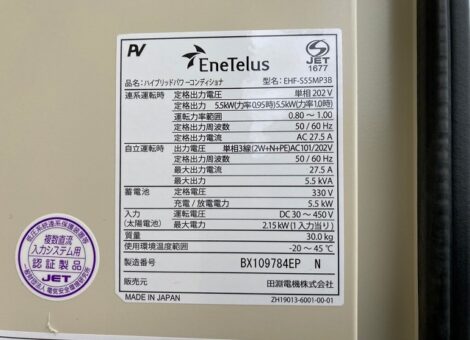 PV
EneTelus
JET
1677
品名:ハイブリッドパワーコンディショナ 型名:EHF-S55MP3B
連系運転時 定格出力電圧 単相 202 V
定格出力 5.5kW(力率0.95時) 5.5kW(力率1.0時)
運転力率範囲 0.80 ~ 1.00
定格出力周波数 50 / 60 Hz
定格出力電流 AC 27.5 A
自立運転時 出力電圧 単相3線(2W+N+PE)AC101/202V
定格出力周波数 50 / 60 Hz
最大電流 27.5 A
最大出力 5.5 kVA
蓄電池 定格電圧 330 V
充電 / 放電電力 5.5 kW
入力 運転電圧 DC 30 ~ 450 V
(太陽電池) 最大電力 2.15 kW (1入力当り)
質量 30.0 kg
使用環境温度範囲 -20 ~ 45℃
製造番号 BX109784EP N
販売元 田淵電機株式会社
MADE IN JAPAN ZH19013-6001-00-01
複数直流
入力システム用
認証製品
JET